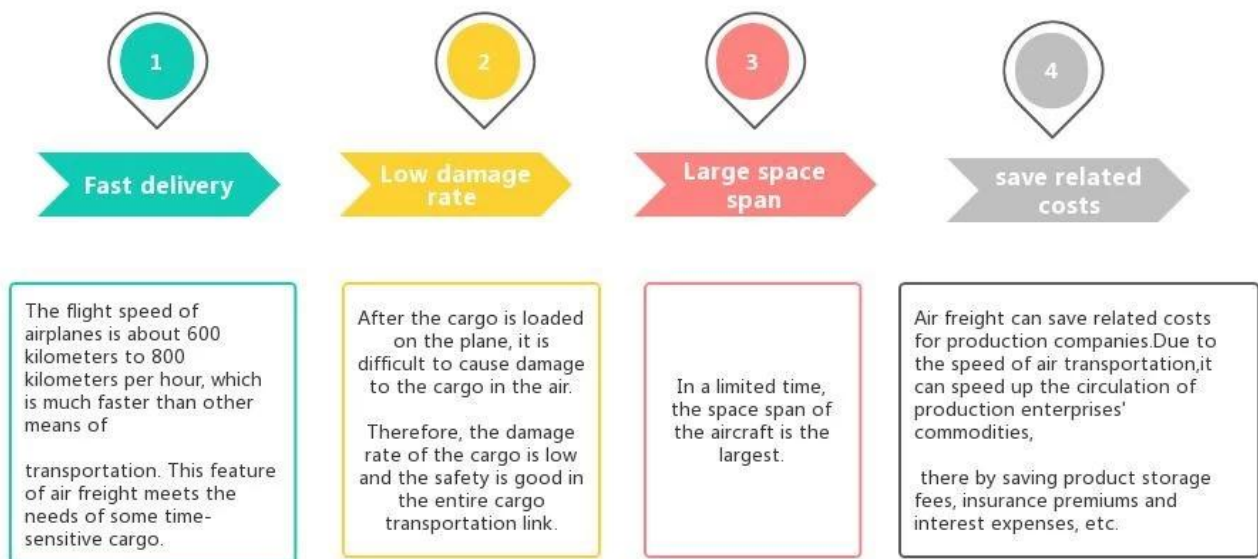 1
Fast delivery
The flight speed of
airplanes is about 600
kilometers to 800
kilometers per hour, which
is much faster than other
means of
transportation. This feature
of air freight meets the
needs of some time-
sensitive cargo.
2
Low damage
rate
After the cargo is loaded
on the plane, it is
difficult to cause damage
to the cargo in the air.
Therefore, the damage
rate of the cargo is low
and the safety is good in
the entire cargo
transportation link.
3
Large space
span
In a limited time,
the space span of
the aircraft is the
largest.
4
save related
costs
Air freight can save related costs
for production companies.Due to
the speed of air transportation,it
can speed up the circulation of
production enterprises'
commodities,
there by saving product storage
fees, insurance premiums and
interest expenses, etc.